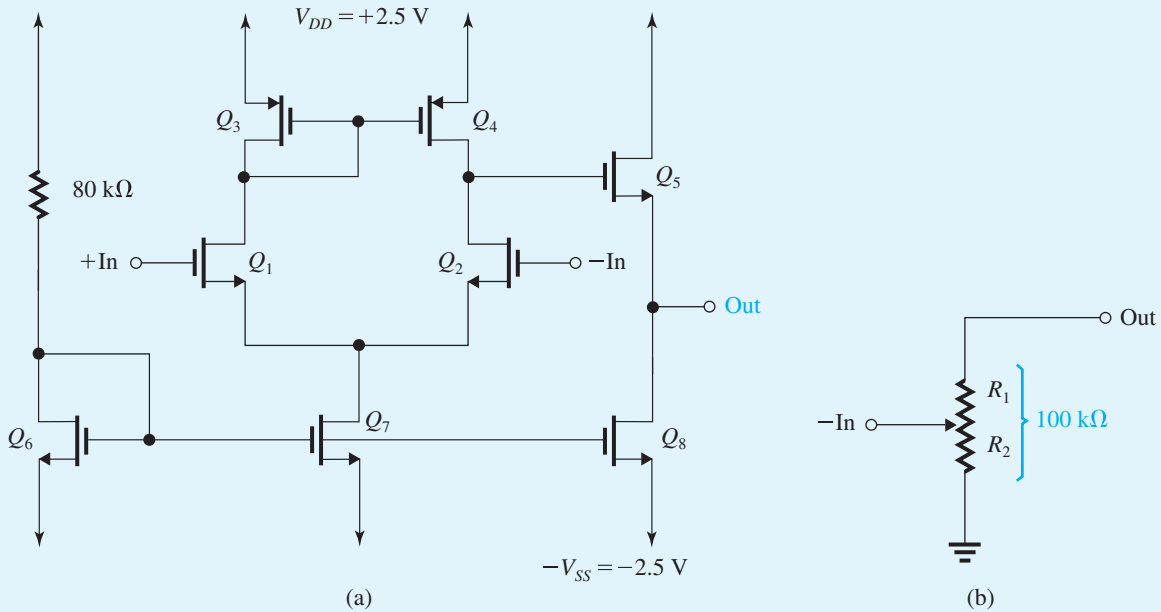 V_DD = +2.5 V
Q_3
Q_4
80 kΩ
Q_5
+In
Q_1
Q_2
−In
Out
Out
R_1
100 kΩ
Q_6
Q_7
Q_8
−In
R_2
−V_SS = −2.5 V
(a)
(b)